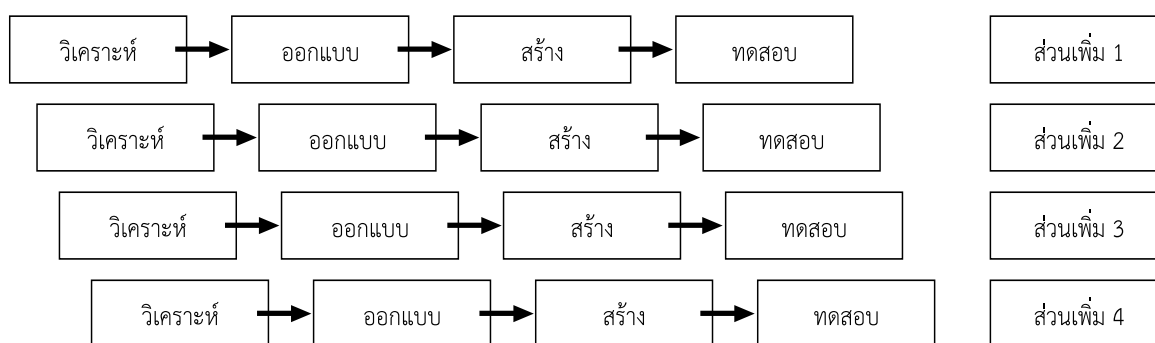 วิเคราะห์ ออกแบบ สร้าง ทดสอบ ส่วนเพิ่ม 1
วิเคราะห์ ออกแบบ สร้าง ทดสอบ ส่วนเพิ่ม 2
วิเคราะห์ ออกแบบ สร้าง ทดสอบ ส่วนเพิ่ม 3
วิเคราะห์ ออกแบบ สร้าง ทดสอบ ส่วนเพิ่ม 4